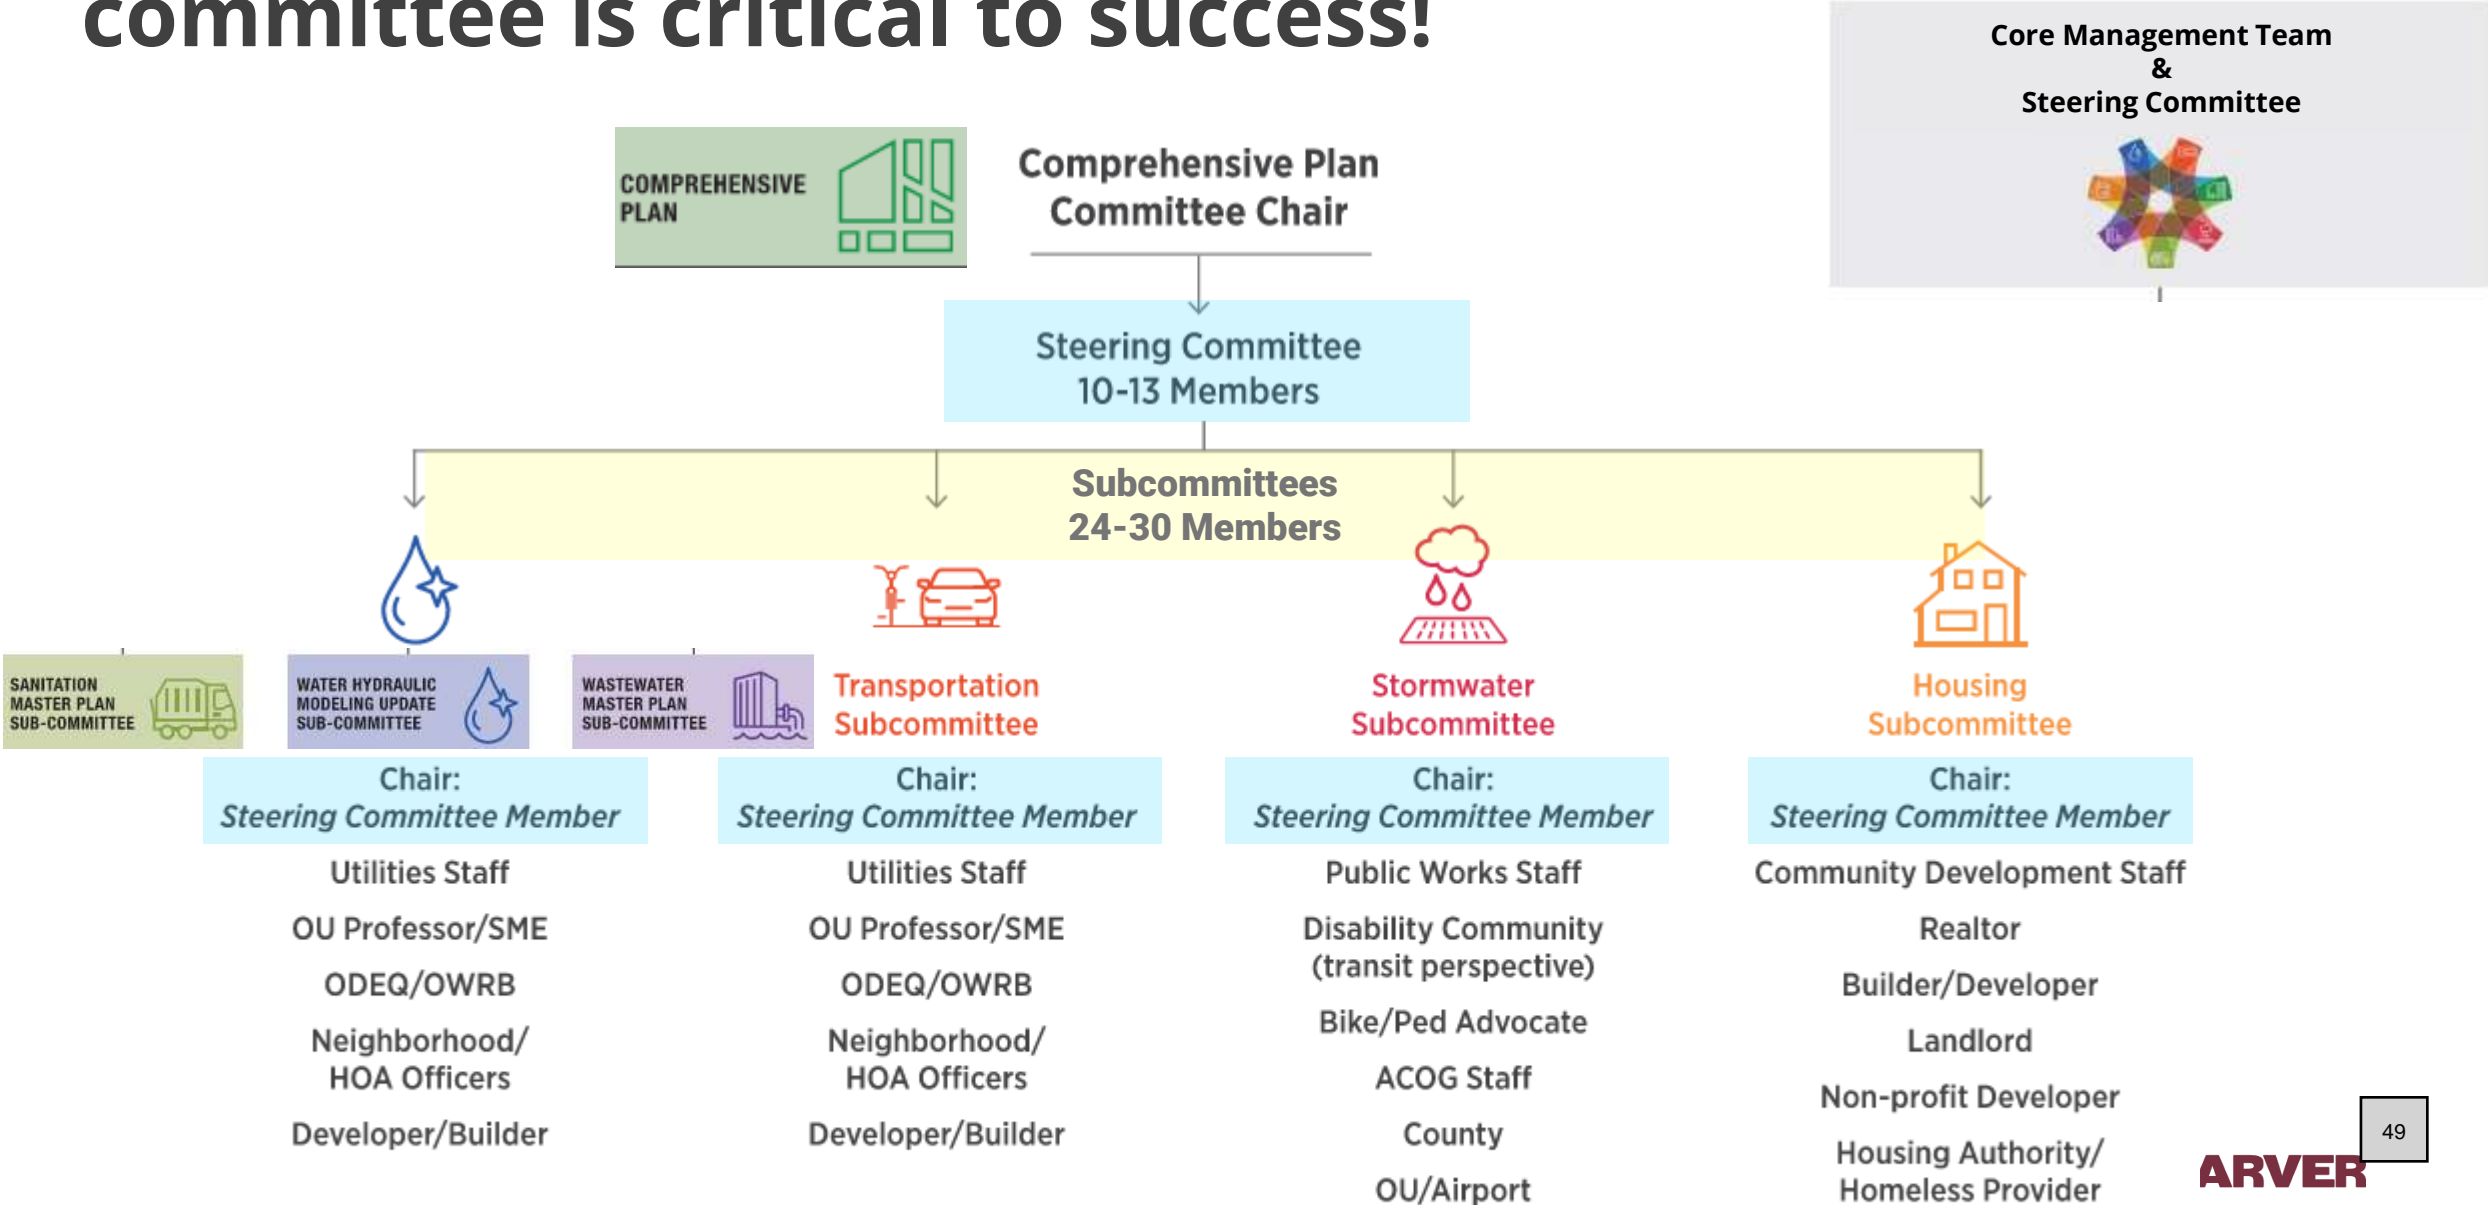 committee is critical to success!
Core Management Team
&
Steering Committee
COMPREHENSIVE
PLAN
Comprehensive Plan
Committee Chair
Steering Committee
10-13 Members
Subcommittees
24-30 Members
SANITATION
MASTER PLAN
SUB-COMMITTEE
WATER HYDRAULIC
MODELING UPDATE
SUB-COMMITTEE
WASTEWATER
MASTER PLAN
SUB-COMMITTEE
Transportation
Subcommittee
Stormwater
Subcommittee
Housing
Subcommittee
Chair:
Steering Committee Member
Utilities Staff
OU Professor/SME
ODEQ/OWRB
Neighborhood/
HOA Officers
Developer/Builder
Chair:
Steering Committee Member
Utilities Staff
OU Professor/SME
ODEQ/OWRB
Neighborhood/
HOA Officers
Developer/Builder
Chair:
Steering Committee Member
Public Works Staff
Disability Community
(transit perspective)
Bike/Ped Advocate
ACOG Staff
County
OU/Airport
Chair:
Steering Committee Member
Community Development Staff
Realtor
Builder/Developer
Landlord
Non-profit Developer
Housing Authority/
Homeless Provider
49
ARVER